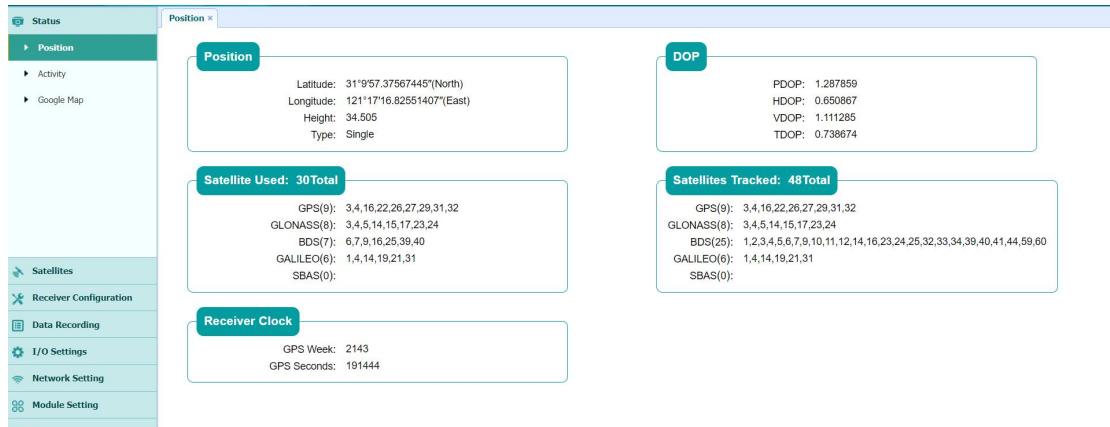 Status
Position
Activity
Google Map
Satellites
Receiver Configuration
Data Recording
I/O Settings
Network Setting
Module Setting
Position ×
Position
Latitude: 31°9'57.37567445"(North)
Longitude: 121°17'16.82551407"(East)
Height: 34.505
Type: Single
DOP
PDOP: 1.287859
HDOP: 0.650867
VDOP: 1.111285
TDOP: 0.738674
Satellite Used: 30Total
GPS(9): 3,4,16,22,26,27,29,31,32
GLONASS(8): 3,4,5,14,15,17,23,24
BDS(7): 6,7,9,16,25,39,40
GALILEO(6): 1,4,14,19,21,31
SBAS(0):
Satellites Tracked: 48Total
GPS(9): 3,4,16,22,26,27,29,31,32
GLONASS(8): 3,4,5,14,15,17,23,24
BDS(25): 1,2,3,4,5,6,7,9,10,11,12,14,16,23,24,25,32,33,34,39,40,41,44,59,60
GALILEO(6): 1,4,14,19,21,31
SBAS(0):
Receiver Clock
GPS Week: 2143
GPS Seconds: 191444